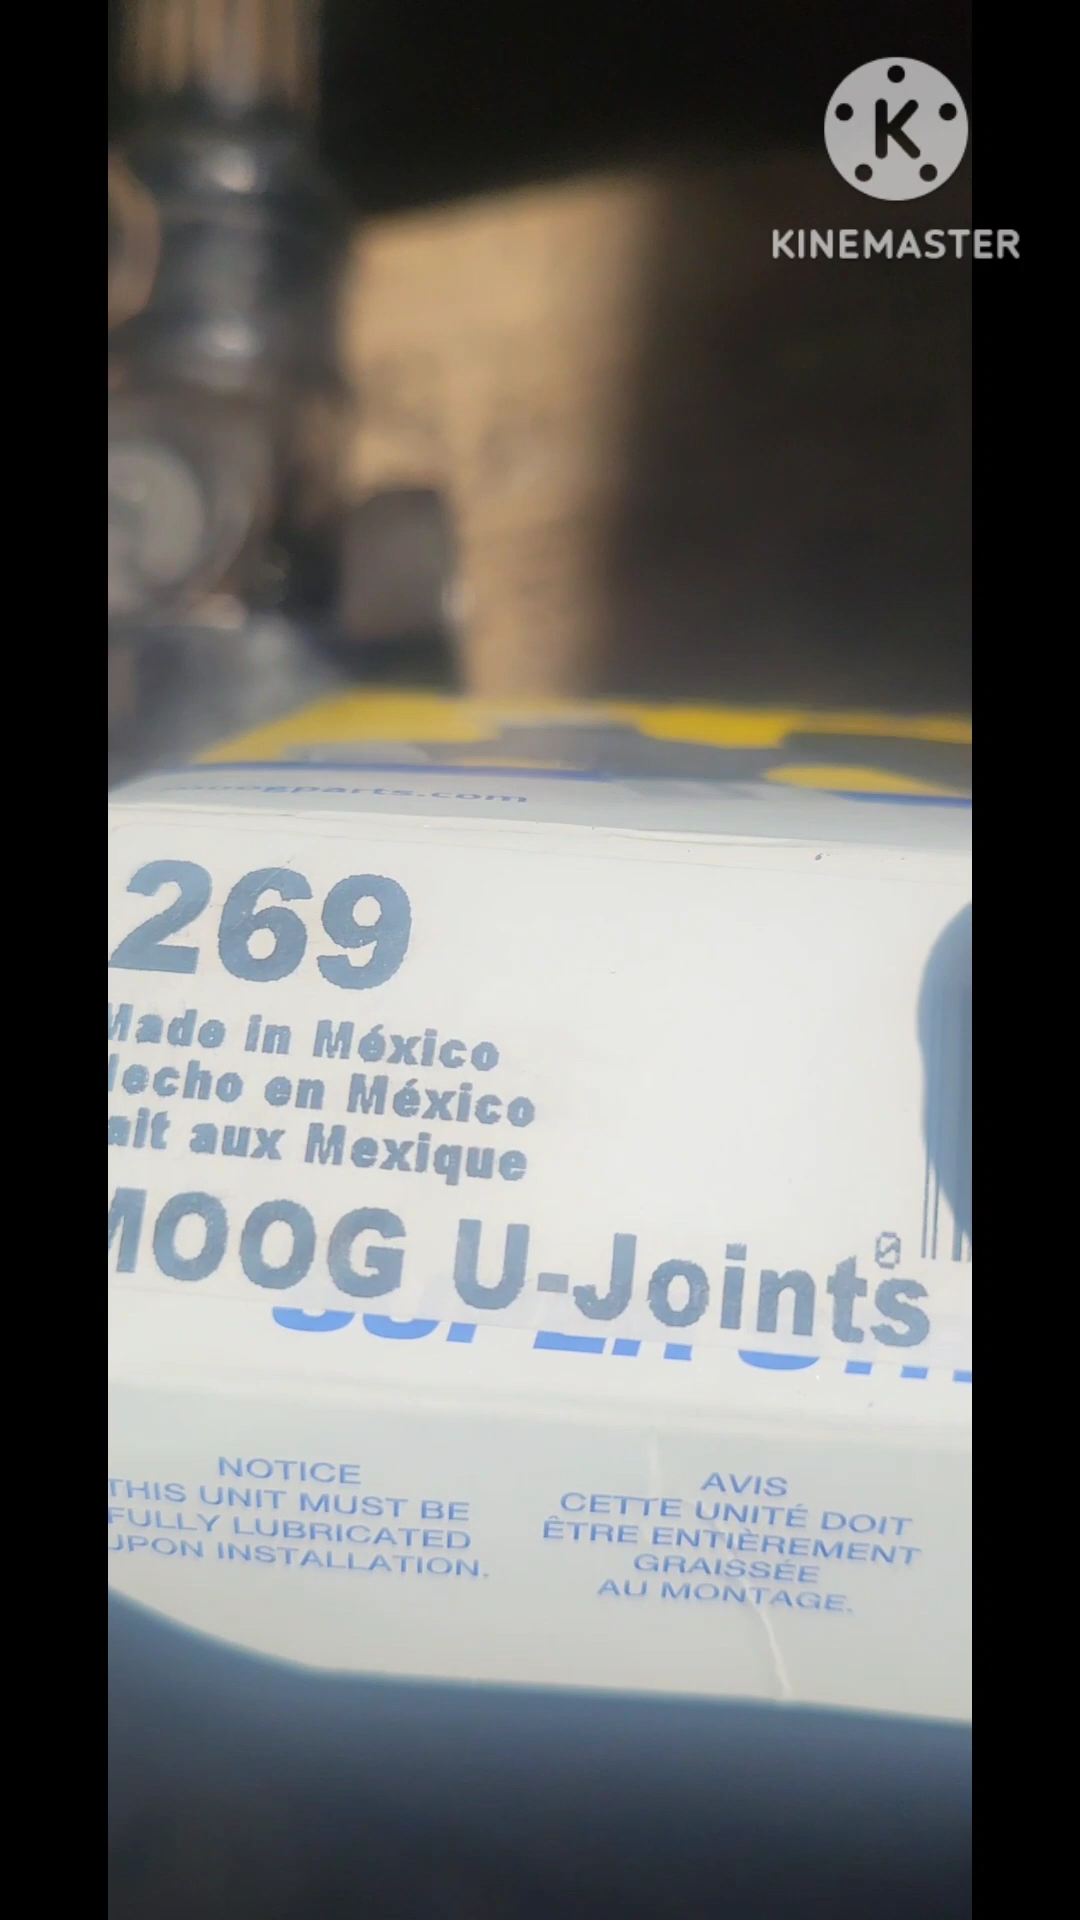 K
KINEMASTER
269
Made in México
Hecho en México
ait aux Mexique
MOOG U-Joints
0
NOTICE
THIS UNIT MUST BE
FULLY LUBRICATED
UPON INSTALLATION.
AVIS
CETTE UNITÉ DOIT
ÊTRE ENTIÈREMENT
GRAISSÉE
AU MONTAGE.